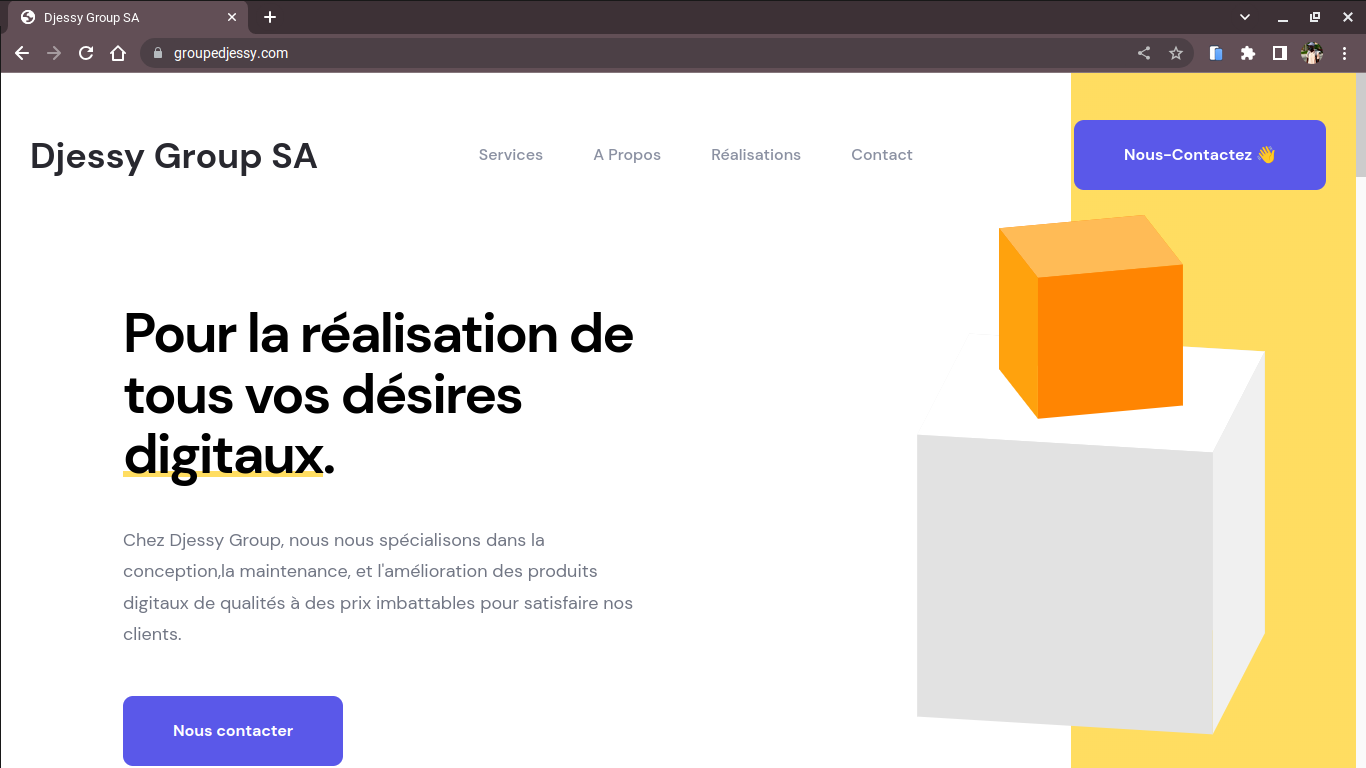 Djessy Group SA
groupedjessy.com
Djessy Group SA
Services
A Propos
Réalisations
Contact
Nous-Contactez 👋
Pour la réalisation de
tous vos désires
digitaux.
Chez Djessy Group, nous nous spécialisons dans la
conception,la maintenance, et l'amélioration des produits
digitaux de qualités à des prix imbattables pour satisfaire nos
clients.
Nous contacter